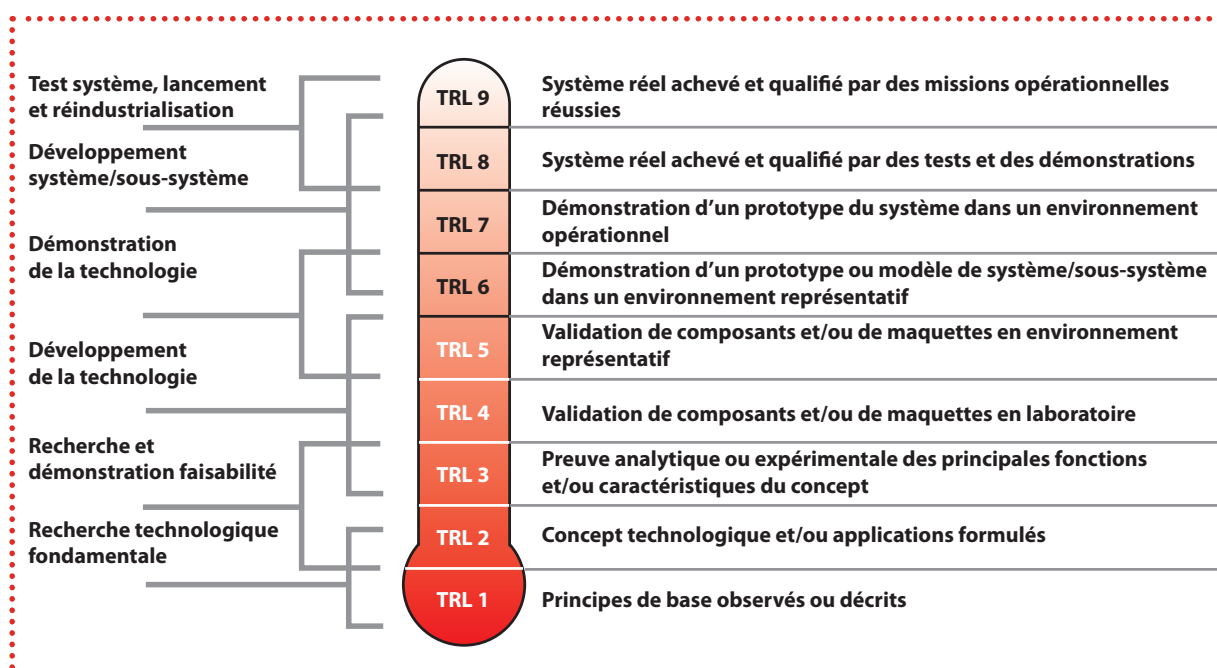 Test système, lancement
et réindustrialisation
Développement
système/sous-système
Démonstration
de la technologie
Développement
de la technologie
Recherche et
démonstration faisabilité
Recherche technologique
fondamentale
TRL 9
Système réel achevé et qualifié par des missions opérationnelles
réussies
TRL 8
Système réel achevé et qualifié par des tests et des démonstrations
TRL 7
Démonstration d’un prototype du système dans un environnement
opérationnel
TRL 6
Démonstration d’un prototype ou modèle de système/sous-système
dans un environnement représentatif
TRL 5
Validation de composants et/ou de maquettes en environnement
représentatif
TRL 4
Validation de composants et/ou de maquettes en laboratoire
TRL 3
Preuve analytique ou expérimentale des principales fonctions
et/ou caractéristiques du concept
TRL 2
Concept technologique et/ou applications formulés
TRL 1
Principes de base observés ou décrits